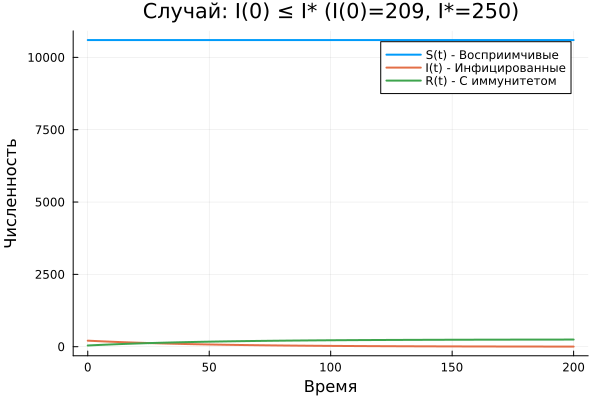 Случай: I(0) ≤ I* (I(0)=209, I*=250)
S(t) - Восприимчивые
I(t) - Инфицированные
R(t) - С иммунитетом
Численность
10000
7500
5000
2500
0
0 50 100 150 200
Время